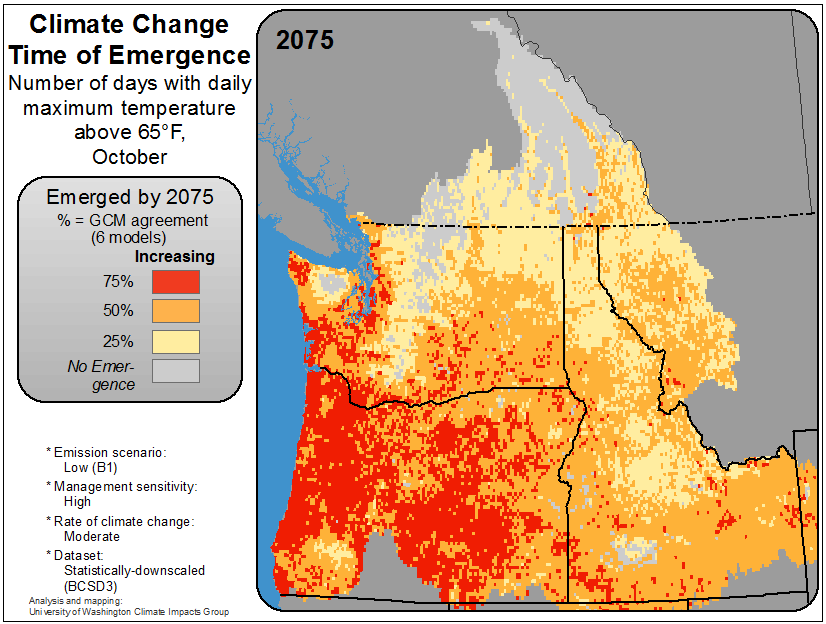 Climate Change
Time of Emergence
Number of days with daily
maximum temperature
above 65°F,
October
2075
Emerged by 2075
% = GCM agreement
(6 models)
Increasing
75%
50%
25%
No Emer-
gence
* Emission scenario:
Low (B1)
* Management sensitivity:
High
* Rate of climate change:
Moderate
* Dataset:
Statistically-downscaled
(BCSD3)
Analysis and mapping:
University of Washington Climate Impacts Group